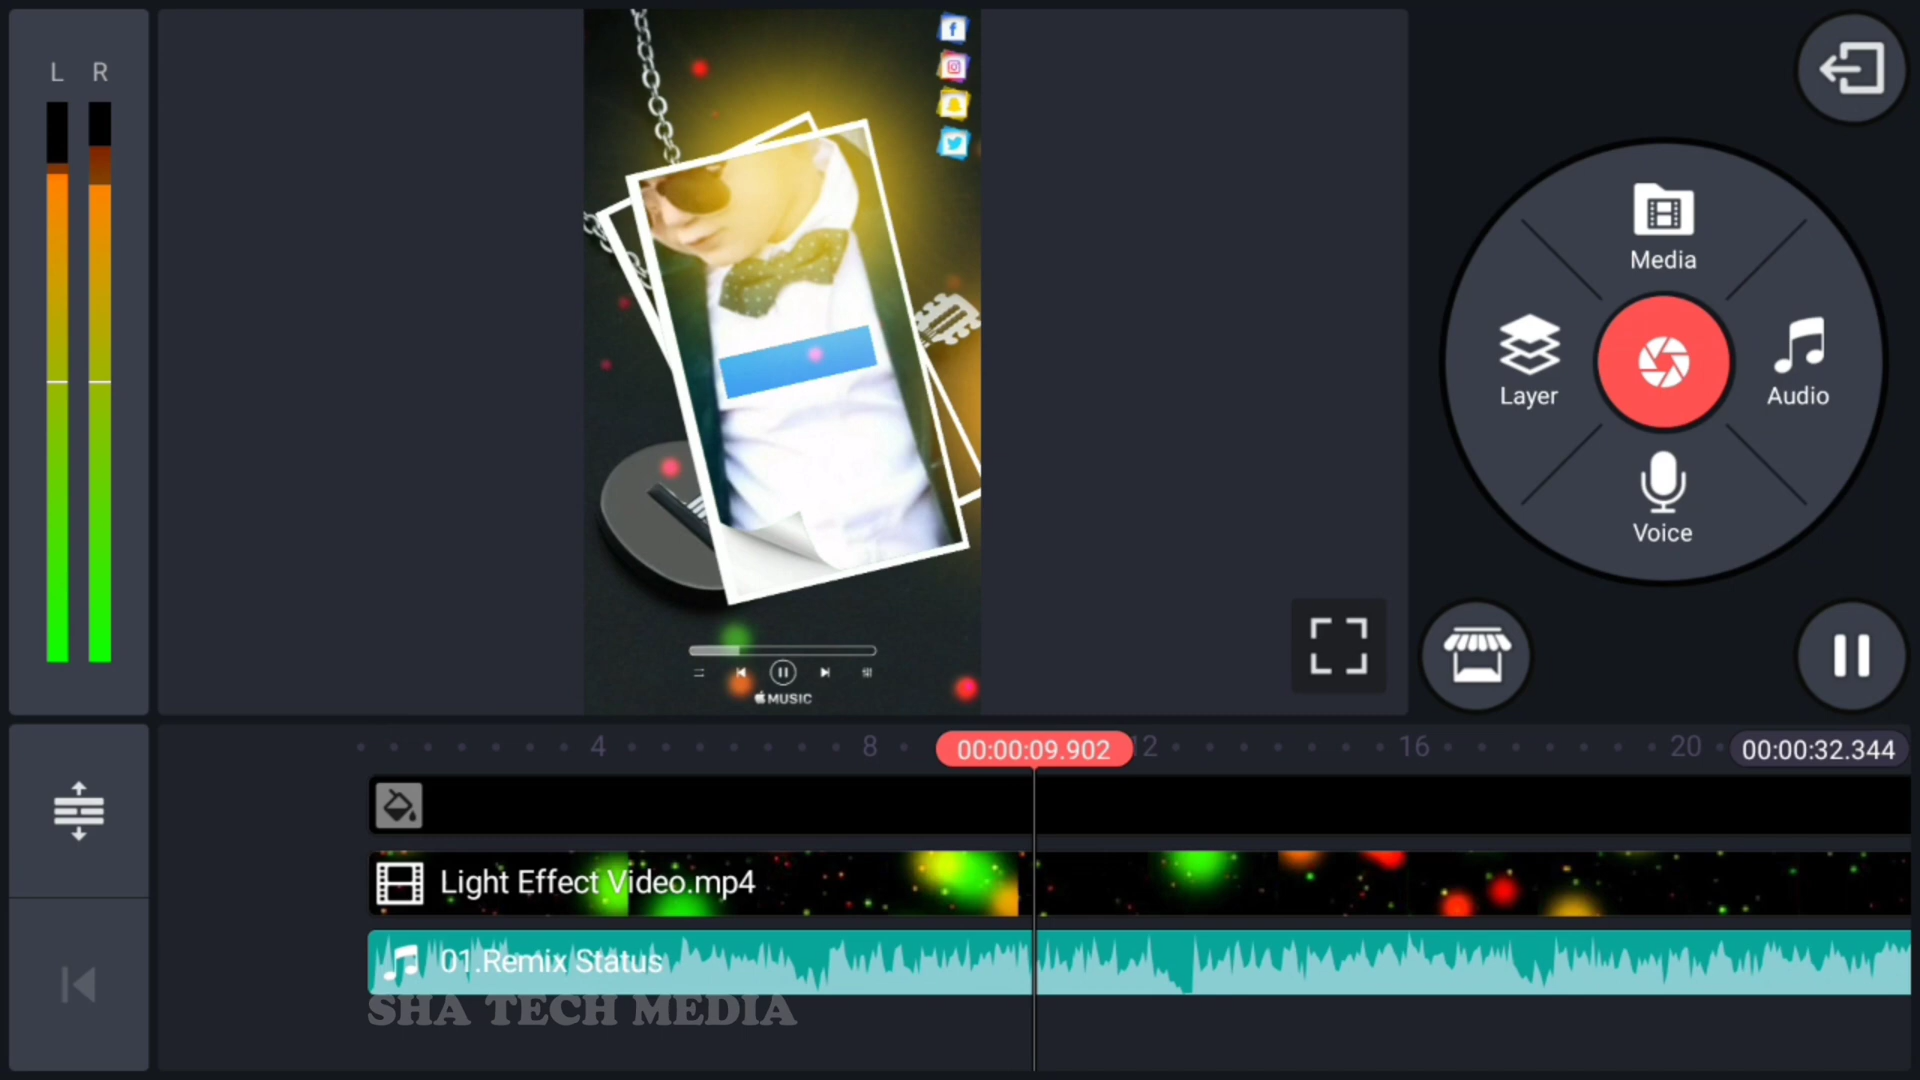 L R
f
Media
Layer
Audio
Voice
MUSIC
4 8 00:00:09.902 12 16 20 00:00:32.344
Light Effect Video.mp4
01.Remix Status
SHA TECH MEDIA